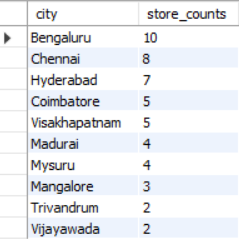 city store_counts
Bengaluru 10
Chennai 8
Hyderabad 7
Coimbatore 5
Visakhapatnam 5
Madurai 4
Mysuru 4
Mangalore 3
Trivandrum 2
Vijayawada 2